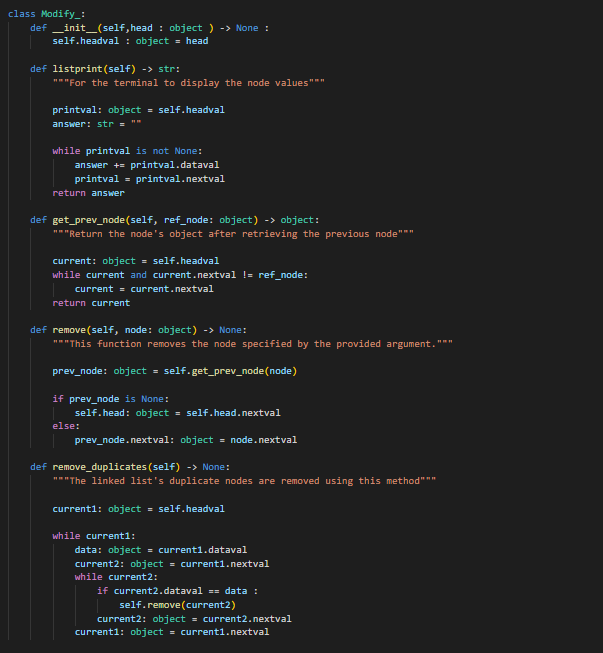 class Modify_:
    def __init__(self,head : object ) -> None :
        self.headval : object = head
    def listprint(self) -> str:
        """For the terminal to display the node values"""
        printval: object = self.headval
        answer: str = ""
        while printval is not None:
            answer += printval.dataval
            printval = printval.nextval
        return answer
    def get_prev_node(self, ref_node: object) -> object:
        """Return the node's object after retrieving the previous node"""
        current: object = self.headval
        while current and current.nextval != ref_node:
            current = current.nextval
        return current
    def remove(self, node: object) -> None:
        """This function removes the node specified by the provided argument."""
        prev_node: object = self.get_prev_node(node)
        if prev_node is None:
            self.head: object = self.head.nextval
        else:
            prev_node.nextval: object = node.nextval
    def remove_duplicates(self) -> None:
        """The linked list's duplicate nodes are removed using this method"""
        current1: object = self.headval
        while current1:
            data: object = current1.dataval
            current2: object = current1.nextval
            while current2:
                if current2.dataval == data :
                    self.remove(current2)
                current2: object = current2.nextval
            current1: object = current1.nextval